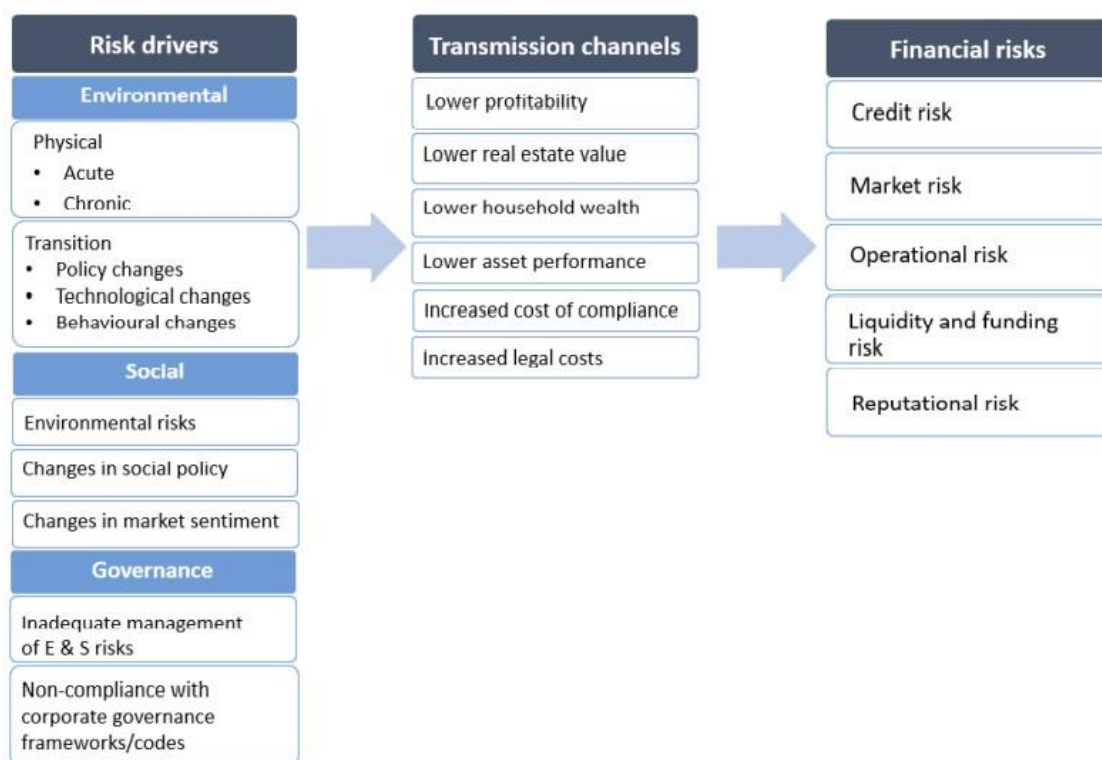 Risk drivers
Environmental
Physical
• Acute
• Chronic
Transition
• Policy changes
• Technological changes
• Behavioural changes
Social
Environmental risks
Changes in social policy
Changes in market sentiment
Governance
Inadequate management
of E & S risks
Non-compliance with
corporate governance
frameworks/codes
Transmission channels
Lower profitability
Lower real estate value
Lower household wealth
Lower asset performance
Increased cost of compliance
Increased legal costs
Financial risks
Credit risk
Market risk
Operational risk
Liquidity and funding
risk
Reputational risk